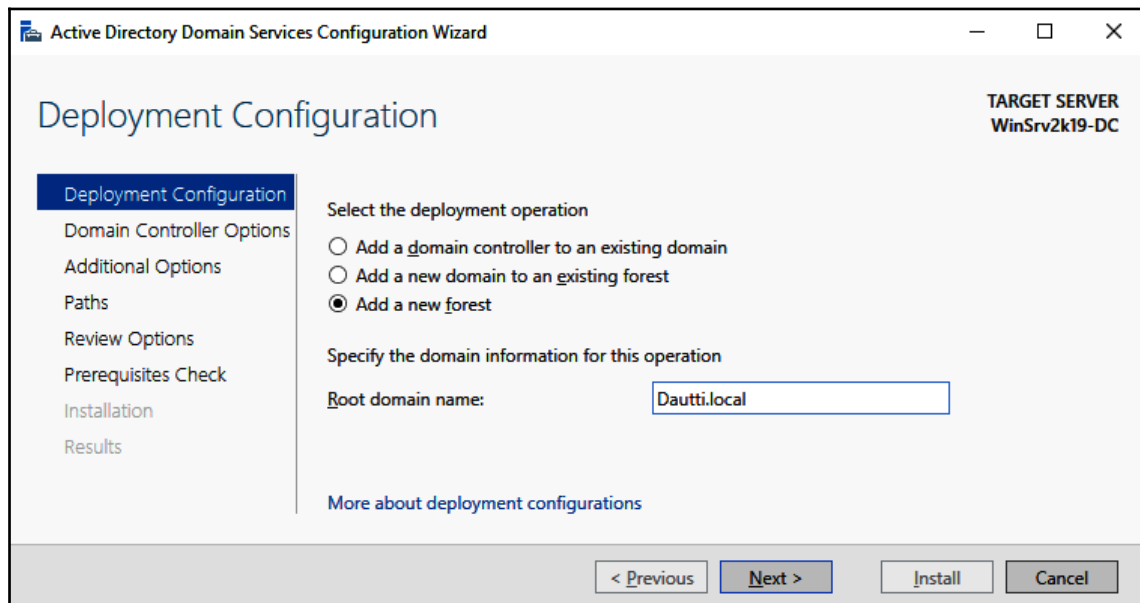 Active Directory Domain Services Configuration Wizard
Deployment Configuration
TARGET SERVER
WinSrv2k19-DC
Deployment Configuration
Domain Controller Options
Additional Options
Paths
Review Options
Prerequisites Check
Installation
Results
Select the deployment operation
Add a domain controller to an existing domain
Add a new domain to an existing forest
Add a new forest
Specify the domain information for this operation
Root domain name: Dautti.local
More about deployment configurations
< Previous Next > Install Cancel